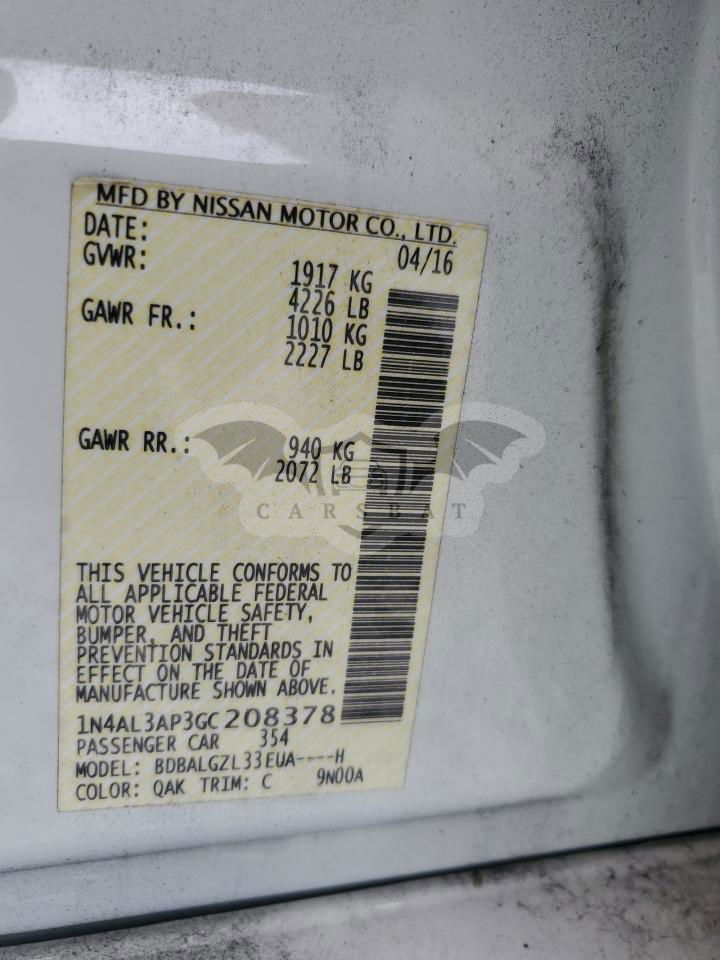 MFD BY NISSAN MOTOR CO., LTD.
DATE: 04/16
GVWR: 1917 KG
4226 LB
GAWR FR.: 1010 KG
2227 LB
GAWR RR.: 940 KG
2072 LB
CARSBAT
THIS VEHICLE CONFORMS TO
ALL APPLICABLE FEDERAL
MOTOR VEHICLE SAFETY,
BUMPER, AND THEFT
PREVENTION STANDARDS IN
EFFECT ON THE DATE OF
MANUFACTURE SHOWN ABOVE.
1N4AL3AP3GC208378
PASSENGER CAR 354
MODEL: BDBALGZL33EUA----H
COLOR: QAK TRIM: C 9N00A